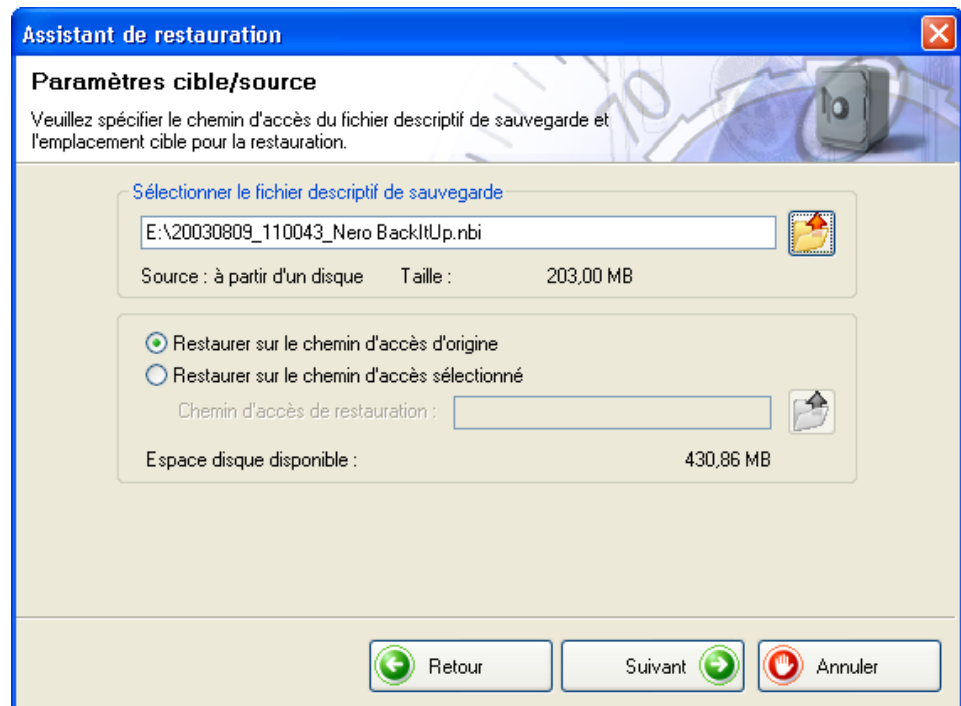 Assistant de restauration
Paramètres cible/source
Veuillez spécifier le chemin d'accès du fichier descriptif de sauvegarde et
l'emplacement cible pour la restauration.
70
Sélectionner le fichier descriptif de sauvegarde
E:\20030809_110043_Nero BackItUp.nbi
Source : à partir d'un disque Taille : 203,00 MB
Restaurer sur le chemin d'accès d'origine
Restaurer sur le chemin d'accès sélectionné
Chemin d'accès de restauration :
Espace disque disponible : 430,86 MB
Retour
Suivant
Annuler